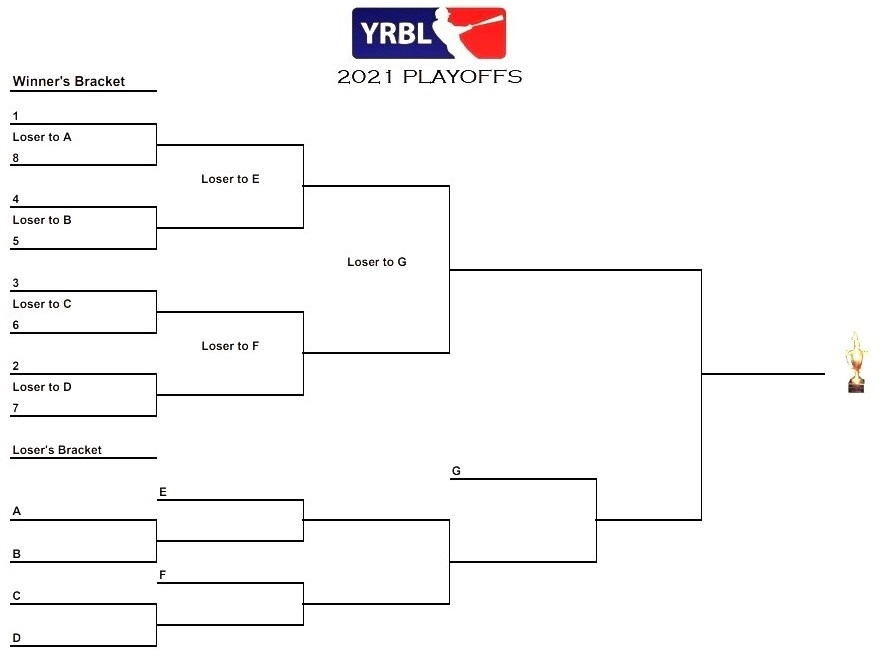 YRBL
2021 PLAYOFFS
Winner's Bracket
1
Loser to A
8
Loser to E
4
Loser to B
5
Loser to G
3
Loser to C
6
Loser to F
2
Loser to D
7
Loser's Bracket
G
E
A
B
F
C
D